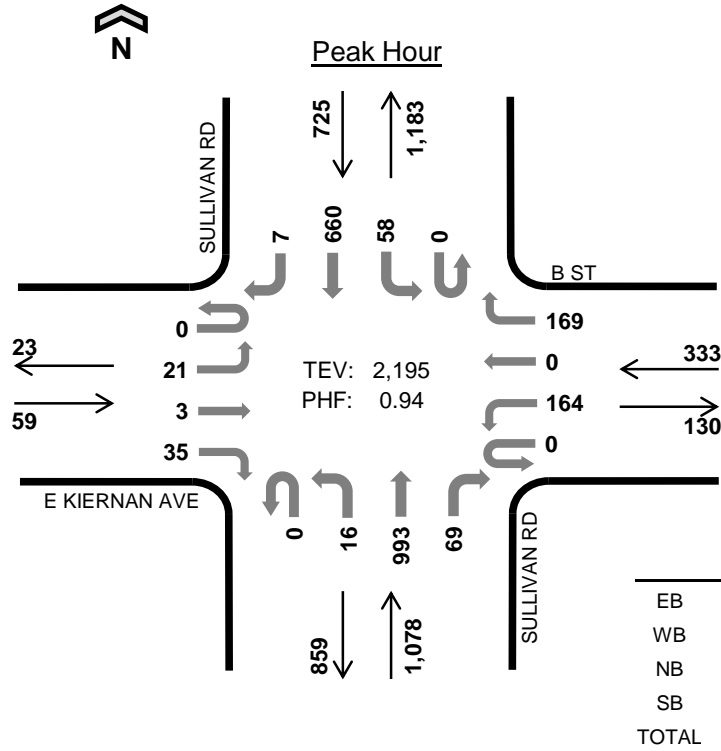 N
Peak Hour
SULLIVAN RD
725
1,183
7
660
58
0
B ST
0
21
3
35
23
59
TEV: 2,195
PHF: 0.94
169
0
164
0
333
130
E KIERNAN AVE
0
16
993
69
SULLIVAN RD
859
1,078
EB
WB
NB
SB
TOTAL